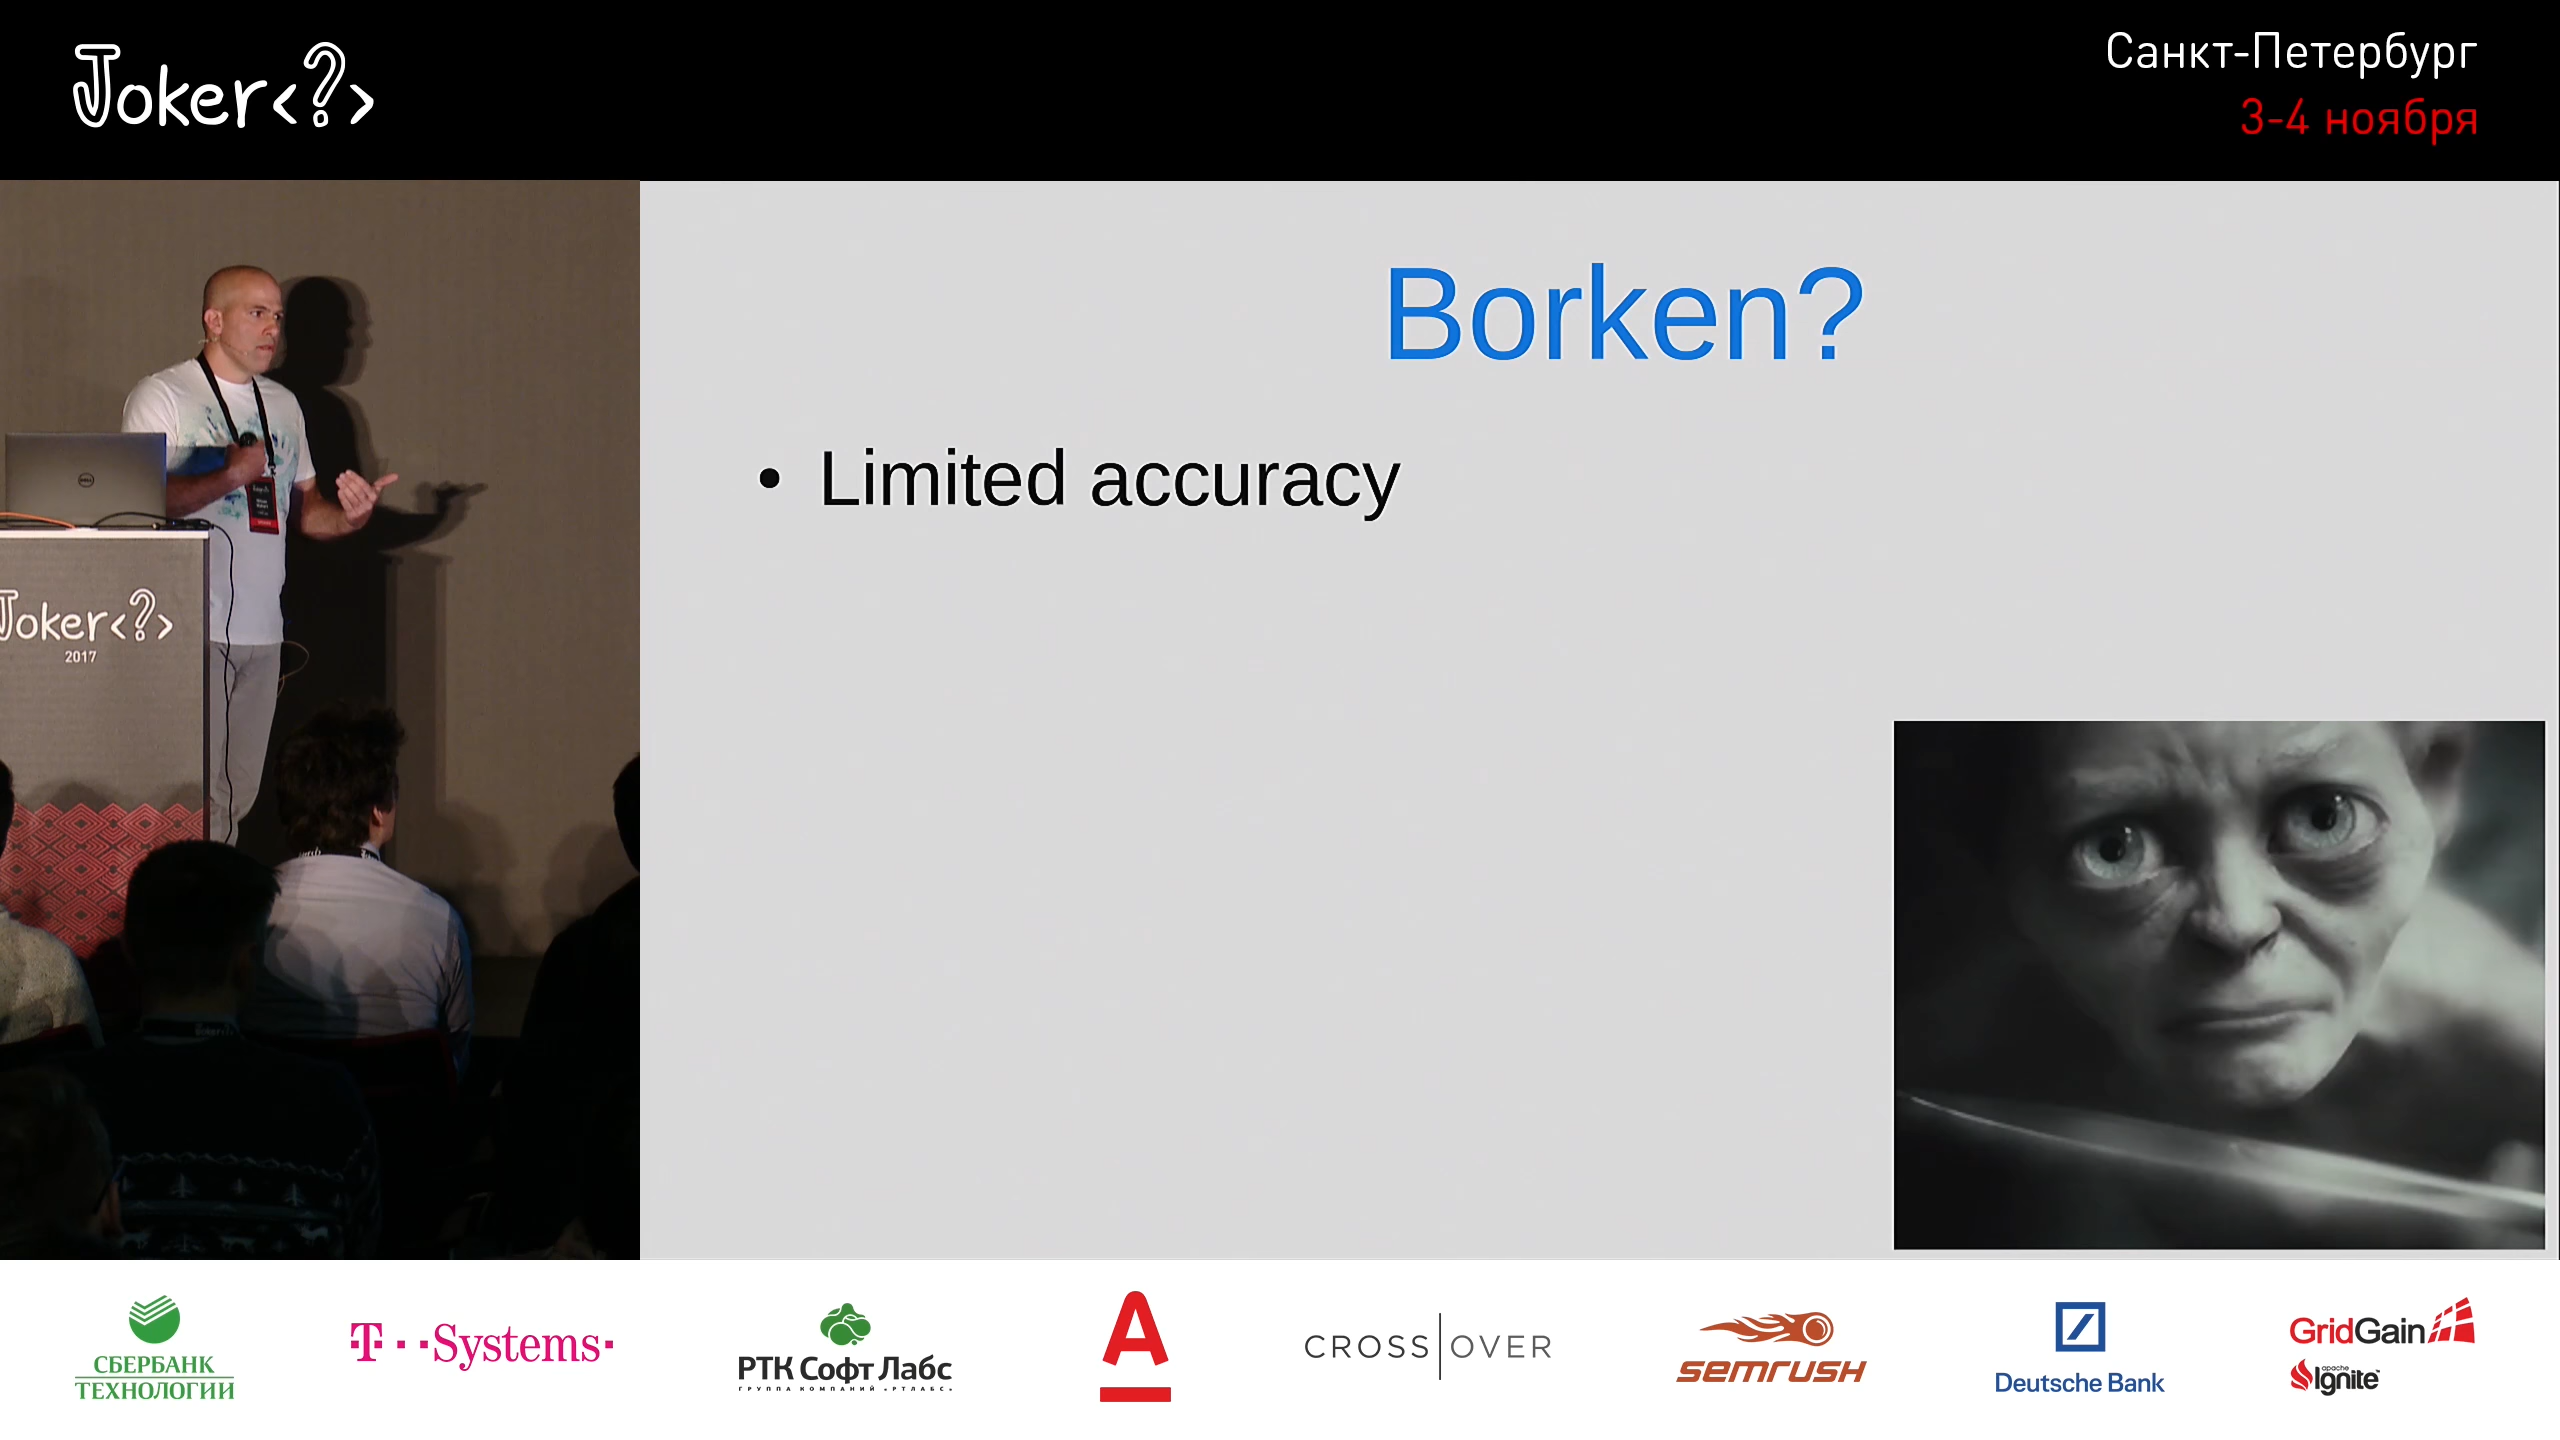 Joker<?>
Санкт-Петербург
3-4 ноября
Borken?
• Limited accuracy
DELL
Joker<?>
2017
СБЕРБАНК
ТЕХНОЛОГИИ
T··Systems·
РТК Софт Лабс
ГРУППА КОМПАНИЙ «РТЛАБС»
А
CROSS|OVER
semrush
Deutsche Bank
GridGain
apache
Ignite